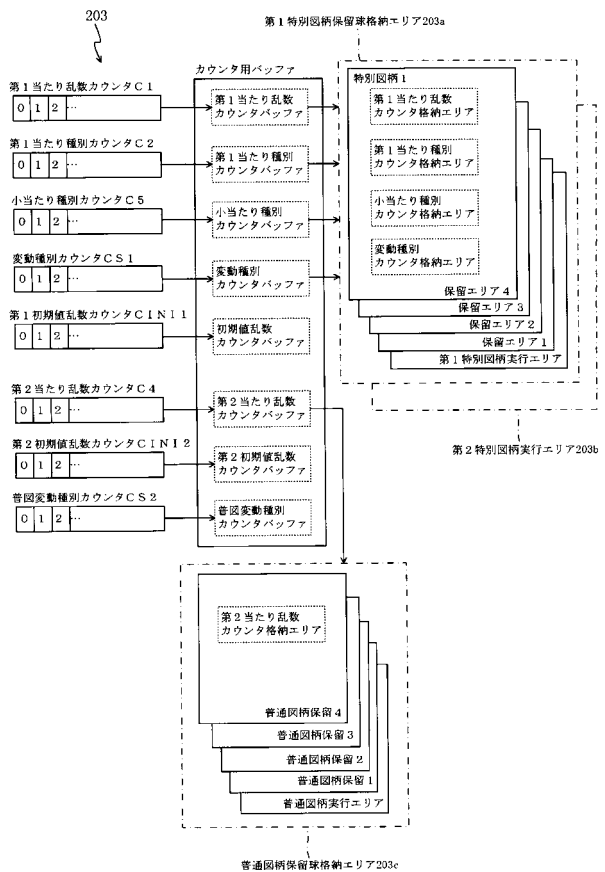 203
第1特別図柄保留球格納エリア203a
第1当たり乱数カウンタC1
0 1 2 …
第1当たり種別カウンタC2
0 1 2 …
小当たり種別カウンタC5
0 1 2 …
変動種別カウンタCS1
0 1 2 …
第1初期値乱数カウンタCINI1
0 1 2 …
第2当たり乱数カウンタC4
0 1 2 …
第2初期値乱数カウンタCINI2
0 1 2 …
普図変動種別カウンタCS2
0 1 2 …
カウンタ用バッファ
第1当たり乱数
カウンタバッファ
第1当たり種別
カウンタバッファ
小当たり種別
カウンタバッファ
変動種別
カウンタバッファ
初期値乱数
カウンタバッファ
第2当たり乱数
カウンタバッファ
第2初期値乱数
カウンタバッファ
普図変動種別
カウンタバッファ
特別図柄1
第1当たり乱数
カウンタ格納エリア
第1当たり種別
カウンタ格納エリア
小当たり種別
カウンタ格納エリア
変動種別
カウンタ格納エリア
保留エリア4
保留エリア3
保留エリア2
保留エリア1
第1特別図柄実行エリア
第2特別図柄実行エリア203b
第2当たり乱数
カウンタ格納エリア
普通図柄保留4
普通図柄保留3
普通図柄保留2
普通図柄保留1
普通図柄実行エリア
普通図柄保留球格納エリア203c